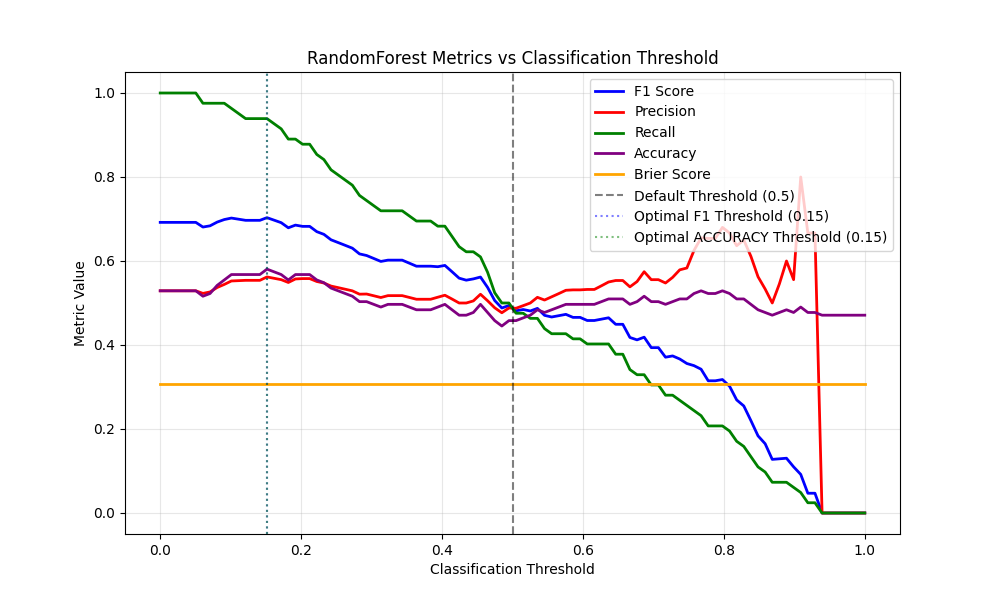 RandomForest Metrics vs Classification Threshold
F1 Score
Precision
Recall
Accuracy
Brier Score
Default Threshold (0.5)
Optimal F1 Threshold (0.15)
Optimal ACCURACY Threshold (0.15)
Metric Value
1.0
0.8
0.6
0.4
0.2
0.0
0.0 0.2 0.4 0.6 0.8 1.0
Classification Threshold